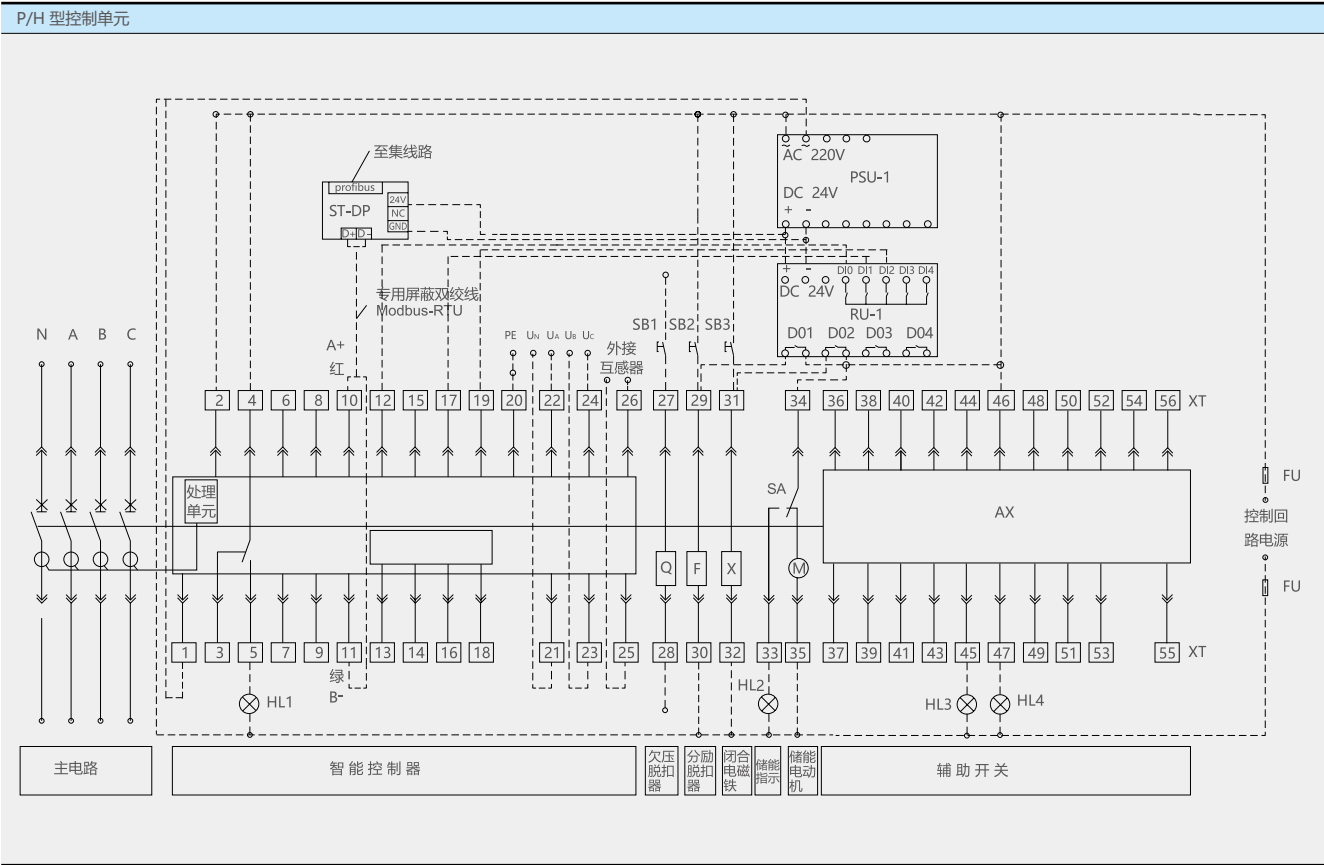 P/H 型控制单元
至集线路
profibus
ST-DP
24V
NC
GND
D+ D-
AC 220V
PSU-1
DC 24V
+ -
+ - DI0 DI1 DI2 DI3 DI4
DC 24V
RU-1
D01 D02 D03 D04
专用屏蔽双绞线
Modbus-RTU
N A B C
A+
红
PE UN UA UB UC
外接
互感器
SB1 SB2 SB3
2 4 6 8 10 12 15 17 19 20 22 24 26 27 29 31 34 36 38 40 42 44 46 48 50 52 54 56 XT
处理
单元
SA
AX
FU
控制回
路电源
FU
Q F X M
1 3 5 7 9 11 13 14 16 18 21 23 25 28 30 32 33 35 37 39 41 43 45 47 49 51 53 55 XT
绿
B-
HL1
HL2
HL3
HL4
主电路
智能控制器
欠压
脱扣
器
分励
脱扣
器
闭合
电磁
铁
储能
指示
储能
电动
机
辅助开关